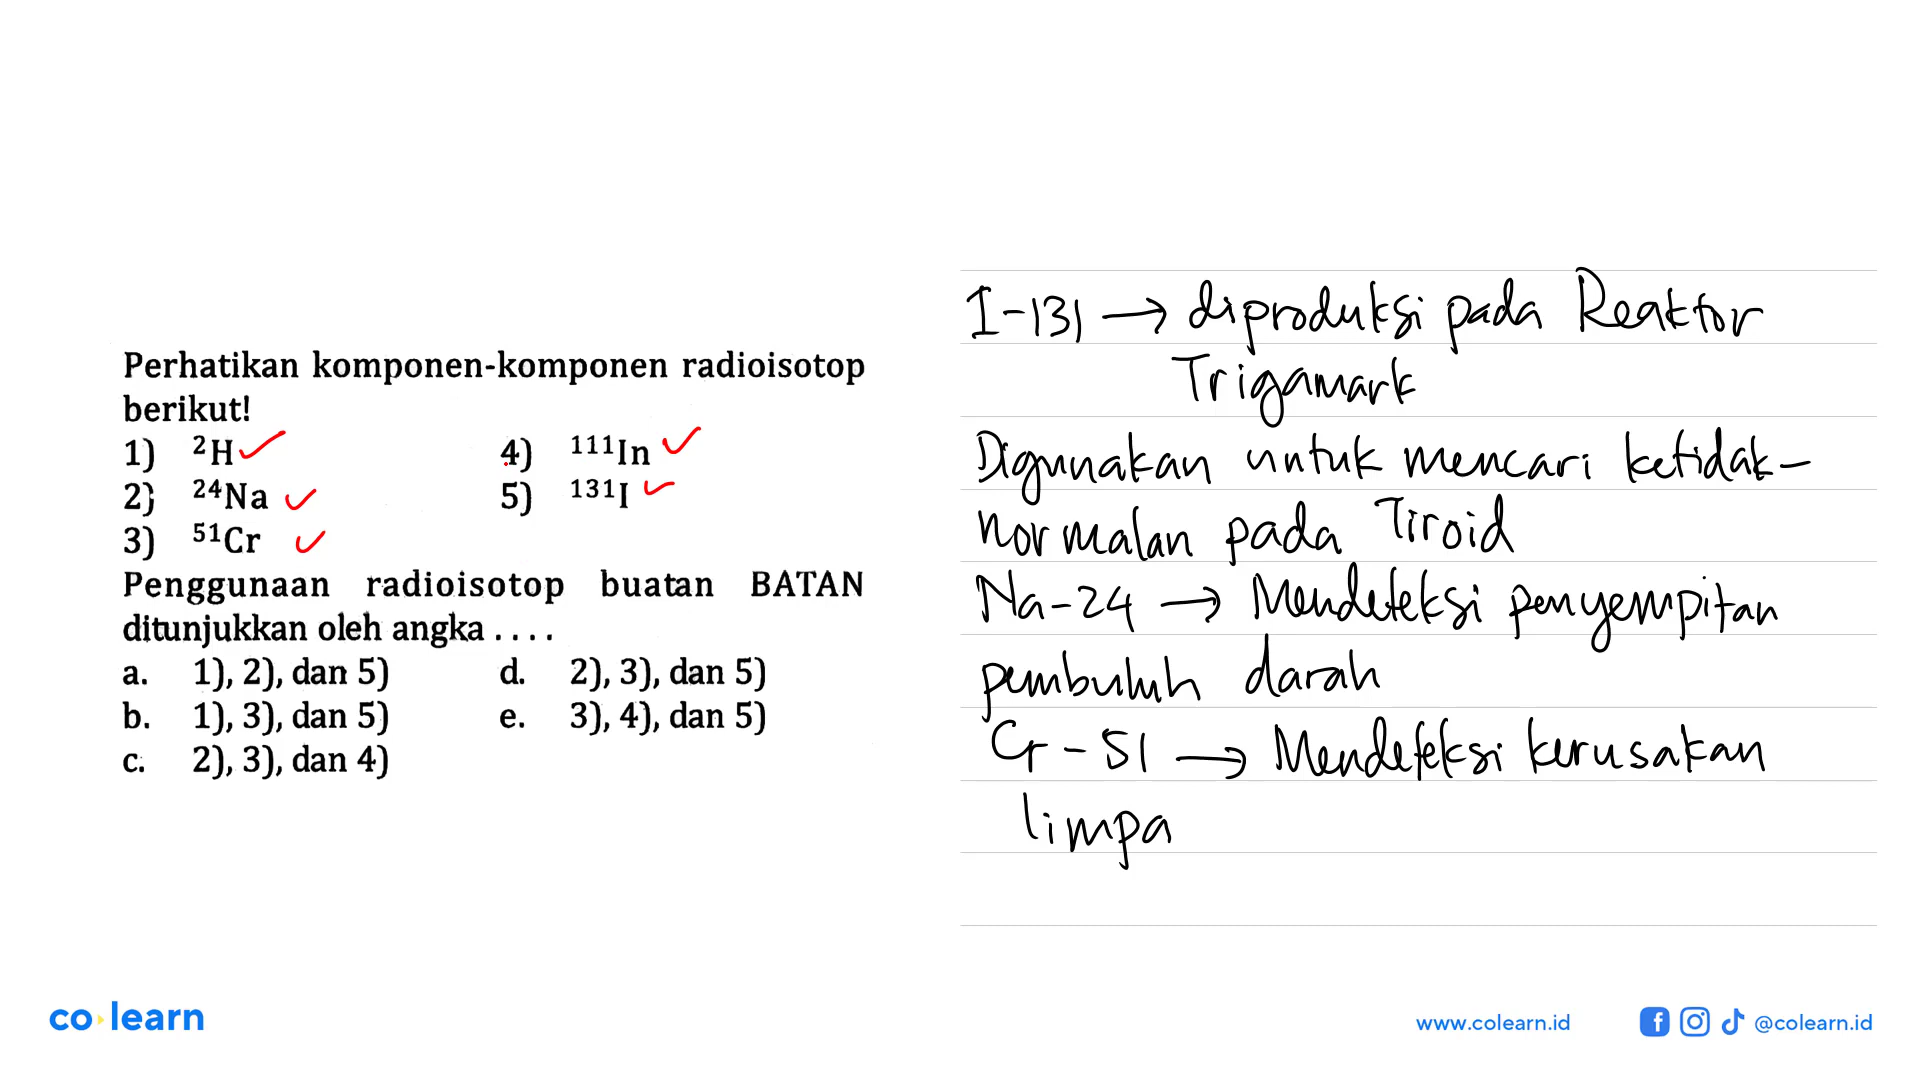 Perhatikan komponen-komponen radioisotop
berikut!
1) ²H
2) ²⁴Na
3) ⁵¹Cr
4) ¹¹¹In
5) ¹³¹I
Penggunaan radioisotop buatan BATAN
ditunjukkan oleh angka . . . .
a. 1), 2), dan 5)
b. 1), 3), dan 5)
c. 2), 3), dan 4)
d. 2), 3), dan 5)
e. 3), 4), dan 5)
I-131 → diproduksi pada Reaktor
Trigamark
Digunakan untuk mencari ketidak-
normalan pada Tiroid
Na-24 → Mendeteksi penyempitan
pembuluh darah
Cr-51 → Mendeteksi kerusakan
limpa
co learn
www.colearn.id
@colearn.id